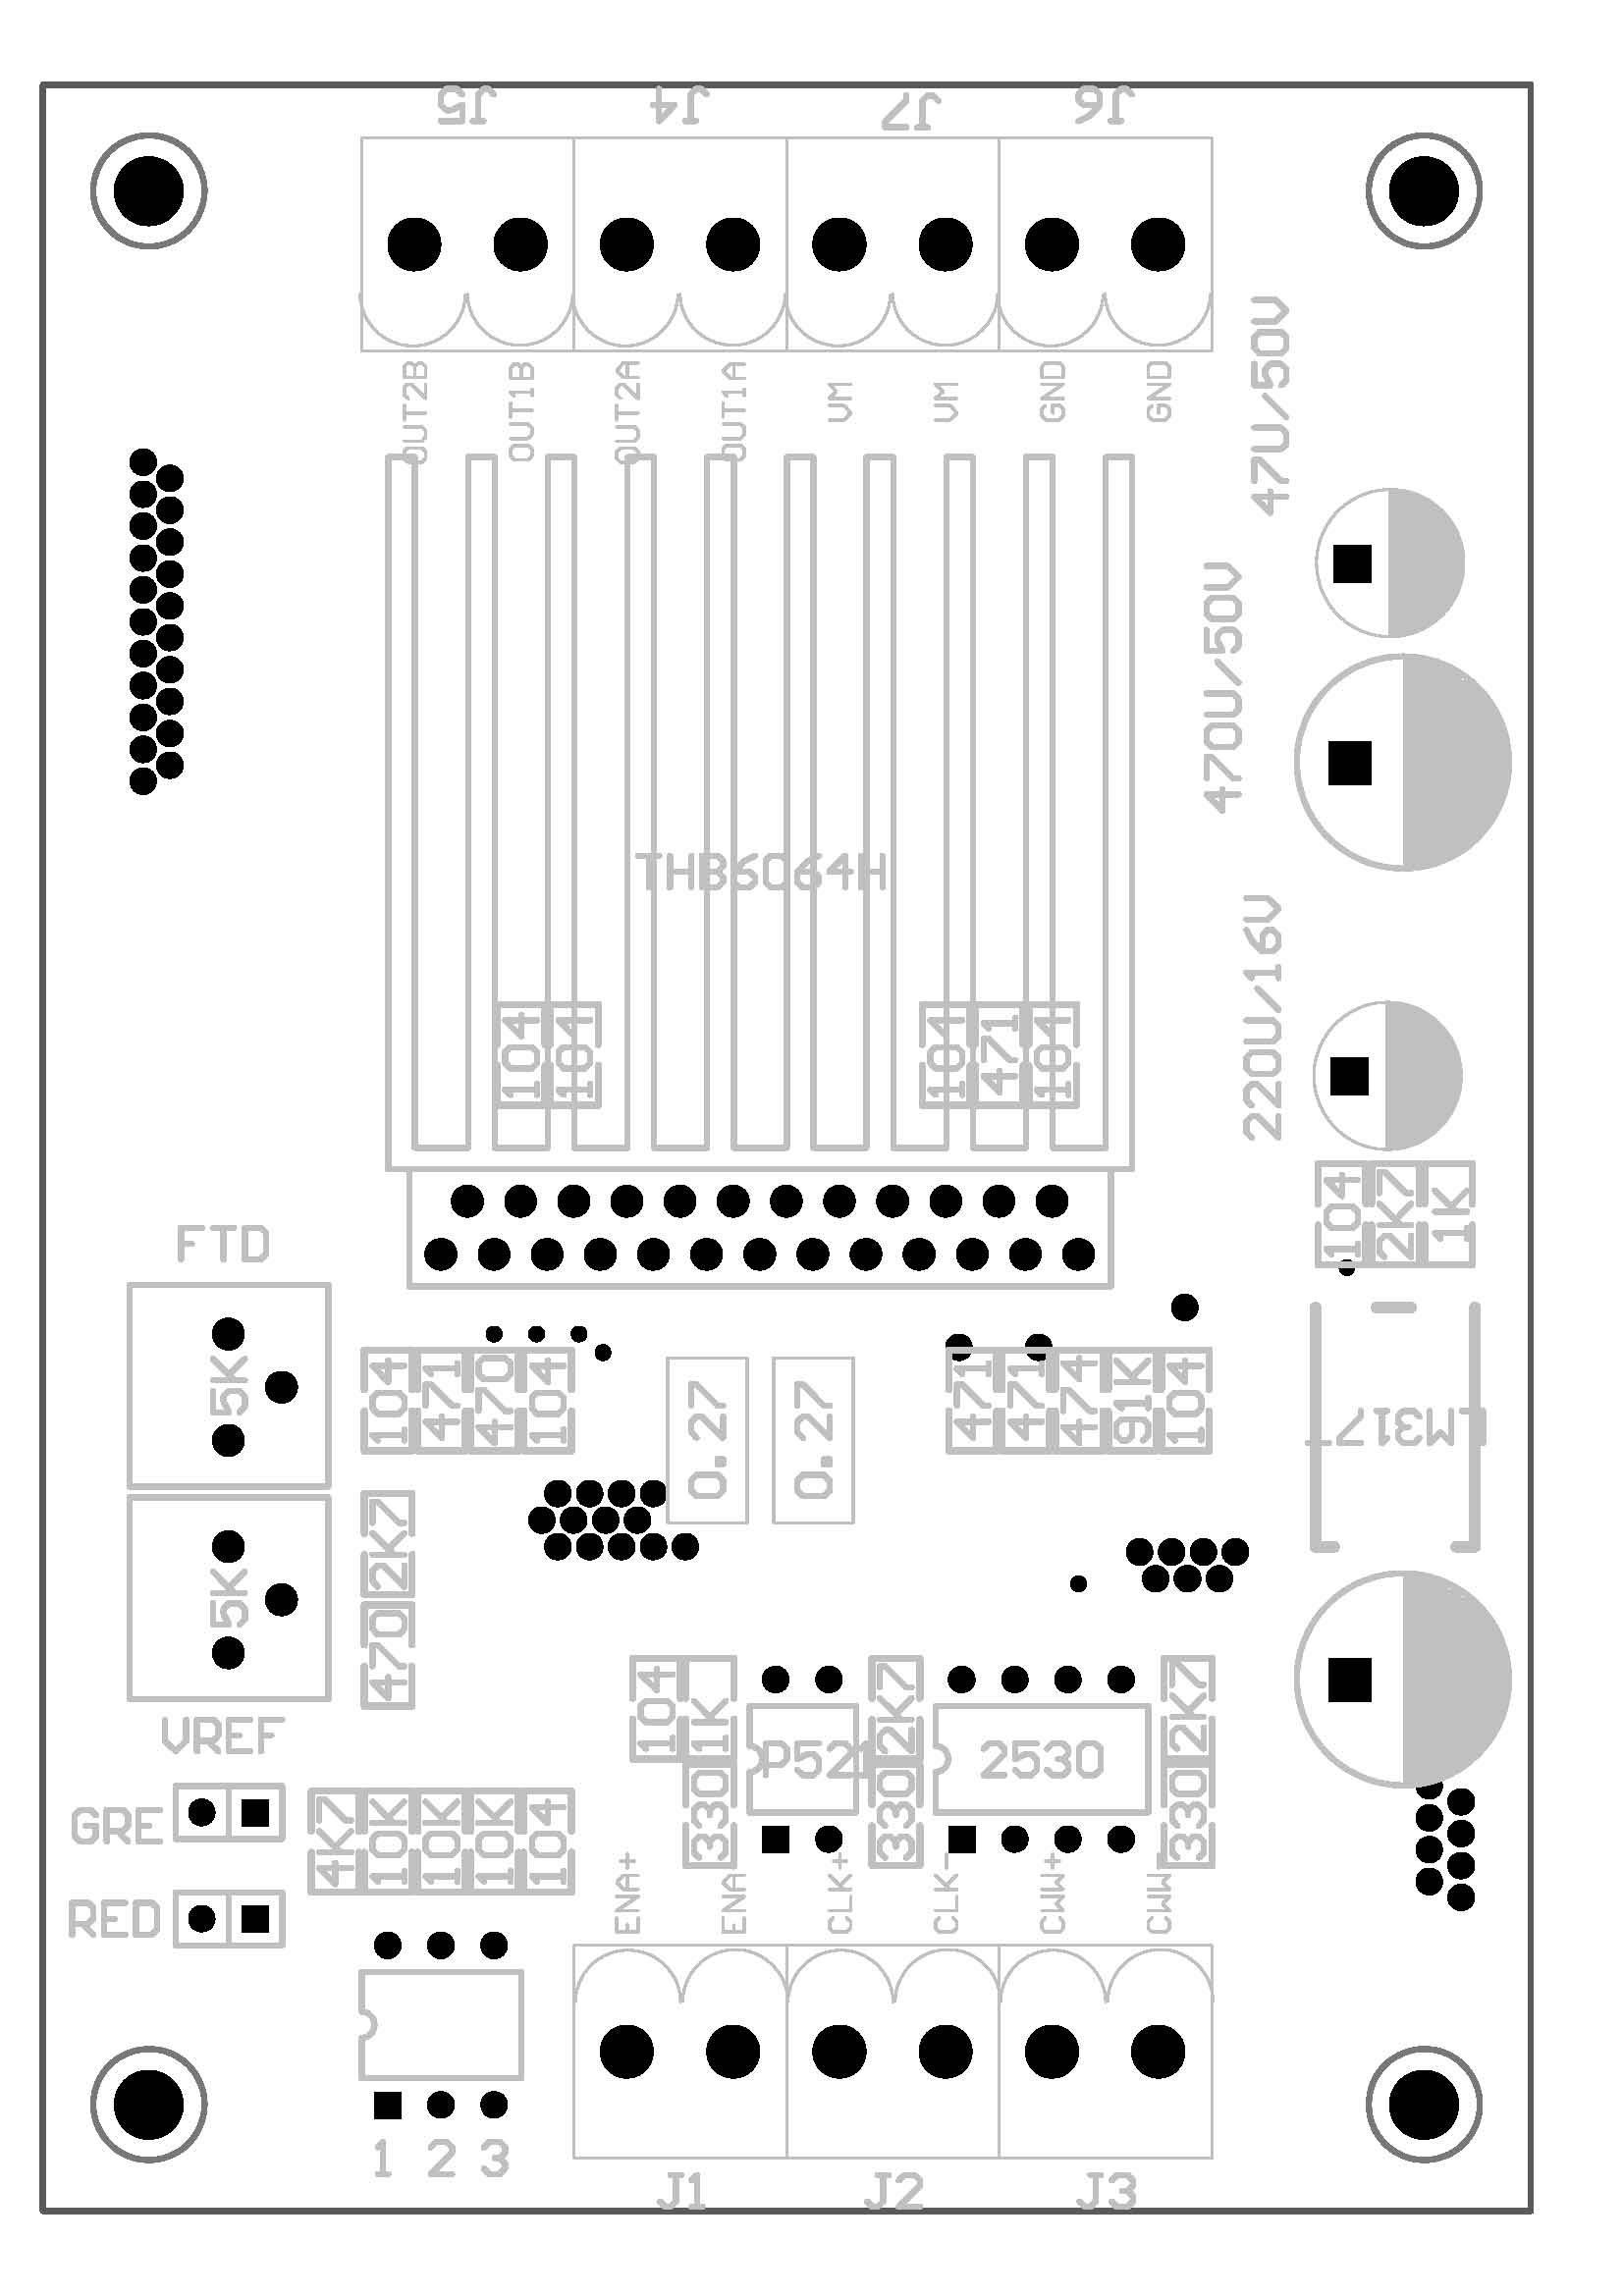 J5 J4 J7 J6
OUT2B OUT1B OUT2A OUT1A VM VM GND GND
47U/50V
470U/50V
THB6064H
220U/16V
104 104 104 471 104
104 2K7 1K
FTD
5K
104 471 470 104
0.27 0.27
471 471 474 91K 104
LM317
2K7
5K
470
VREF
104 1K P521 2K7 2530 2K7
330 330 330
GRE
4K7 10K 10K 10K 104
RED
ENA+ ENA CLK+ CLK- CWW+ CWW-
1 2 3
J1 J2 J3